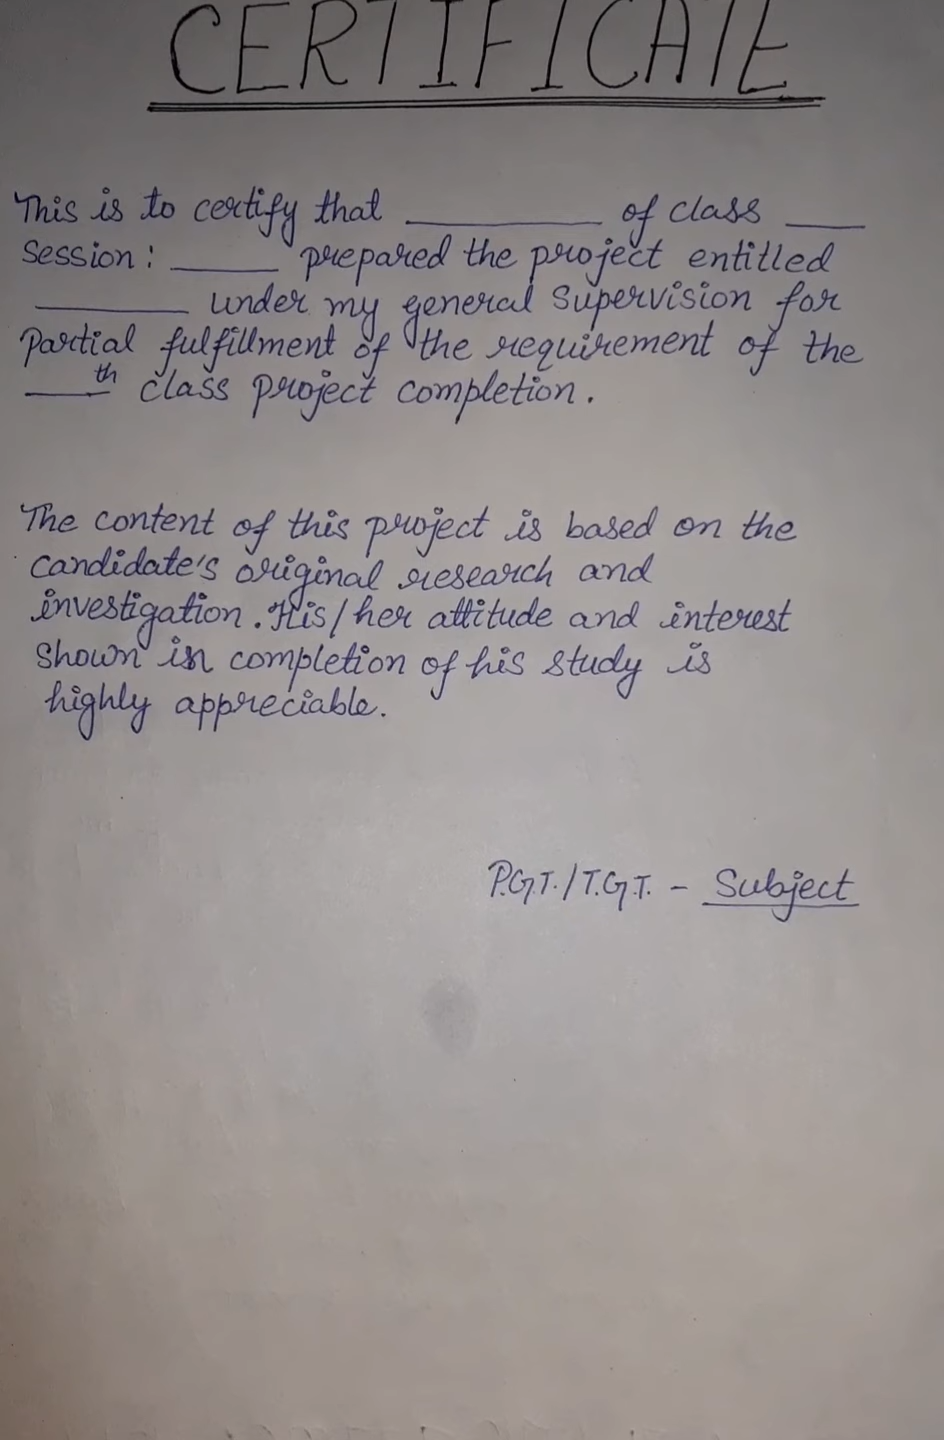 CERTIFICATE
This is to certify that __________ of class ____
Session: ______ prepared the project entitled
________ under my general supervision for
Partial fulfillment of the requirement of the
____th class project completion.
The content of this project is based on the
candidate's original research and
investigation. His/her attitude and interest
shown in completion of his study is
highly appreciable.
P.G.T./T.G.T. - Subject